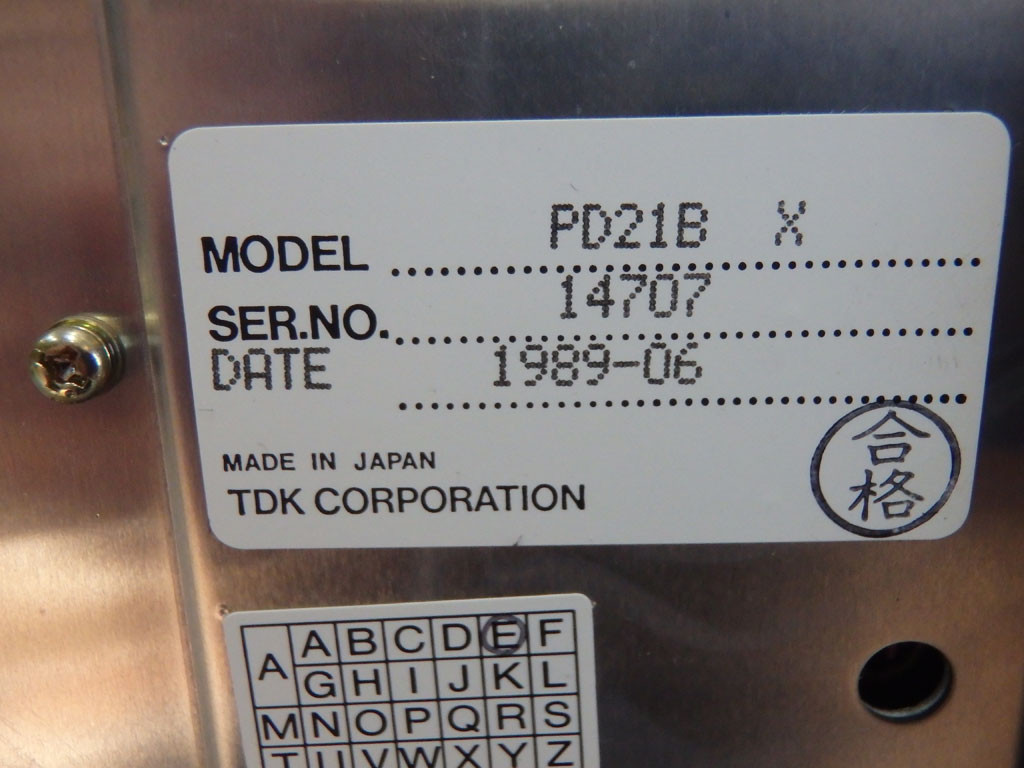 MODEL PD21B X
SER.NO. 14707
DATE 1989-06
MADE IN JAPAN
TDK CORPORATION
合格
A A B C D E F
G H I J K L
M N O P Q R S
T U V W X Y Z